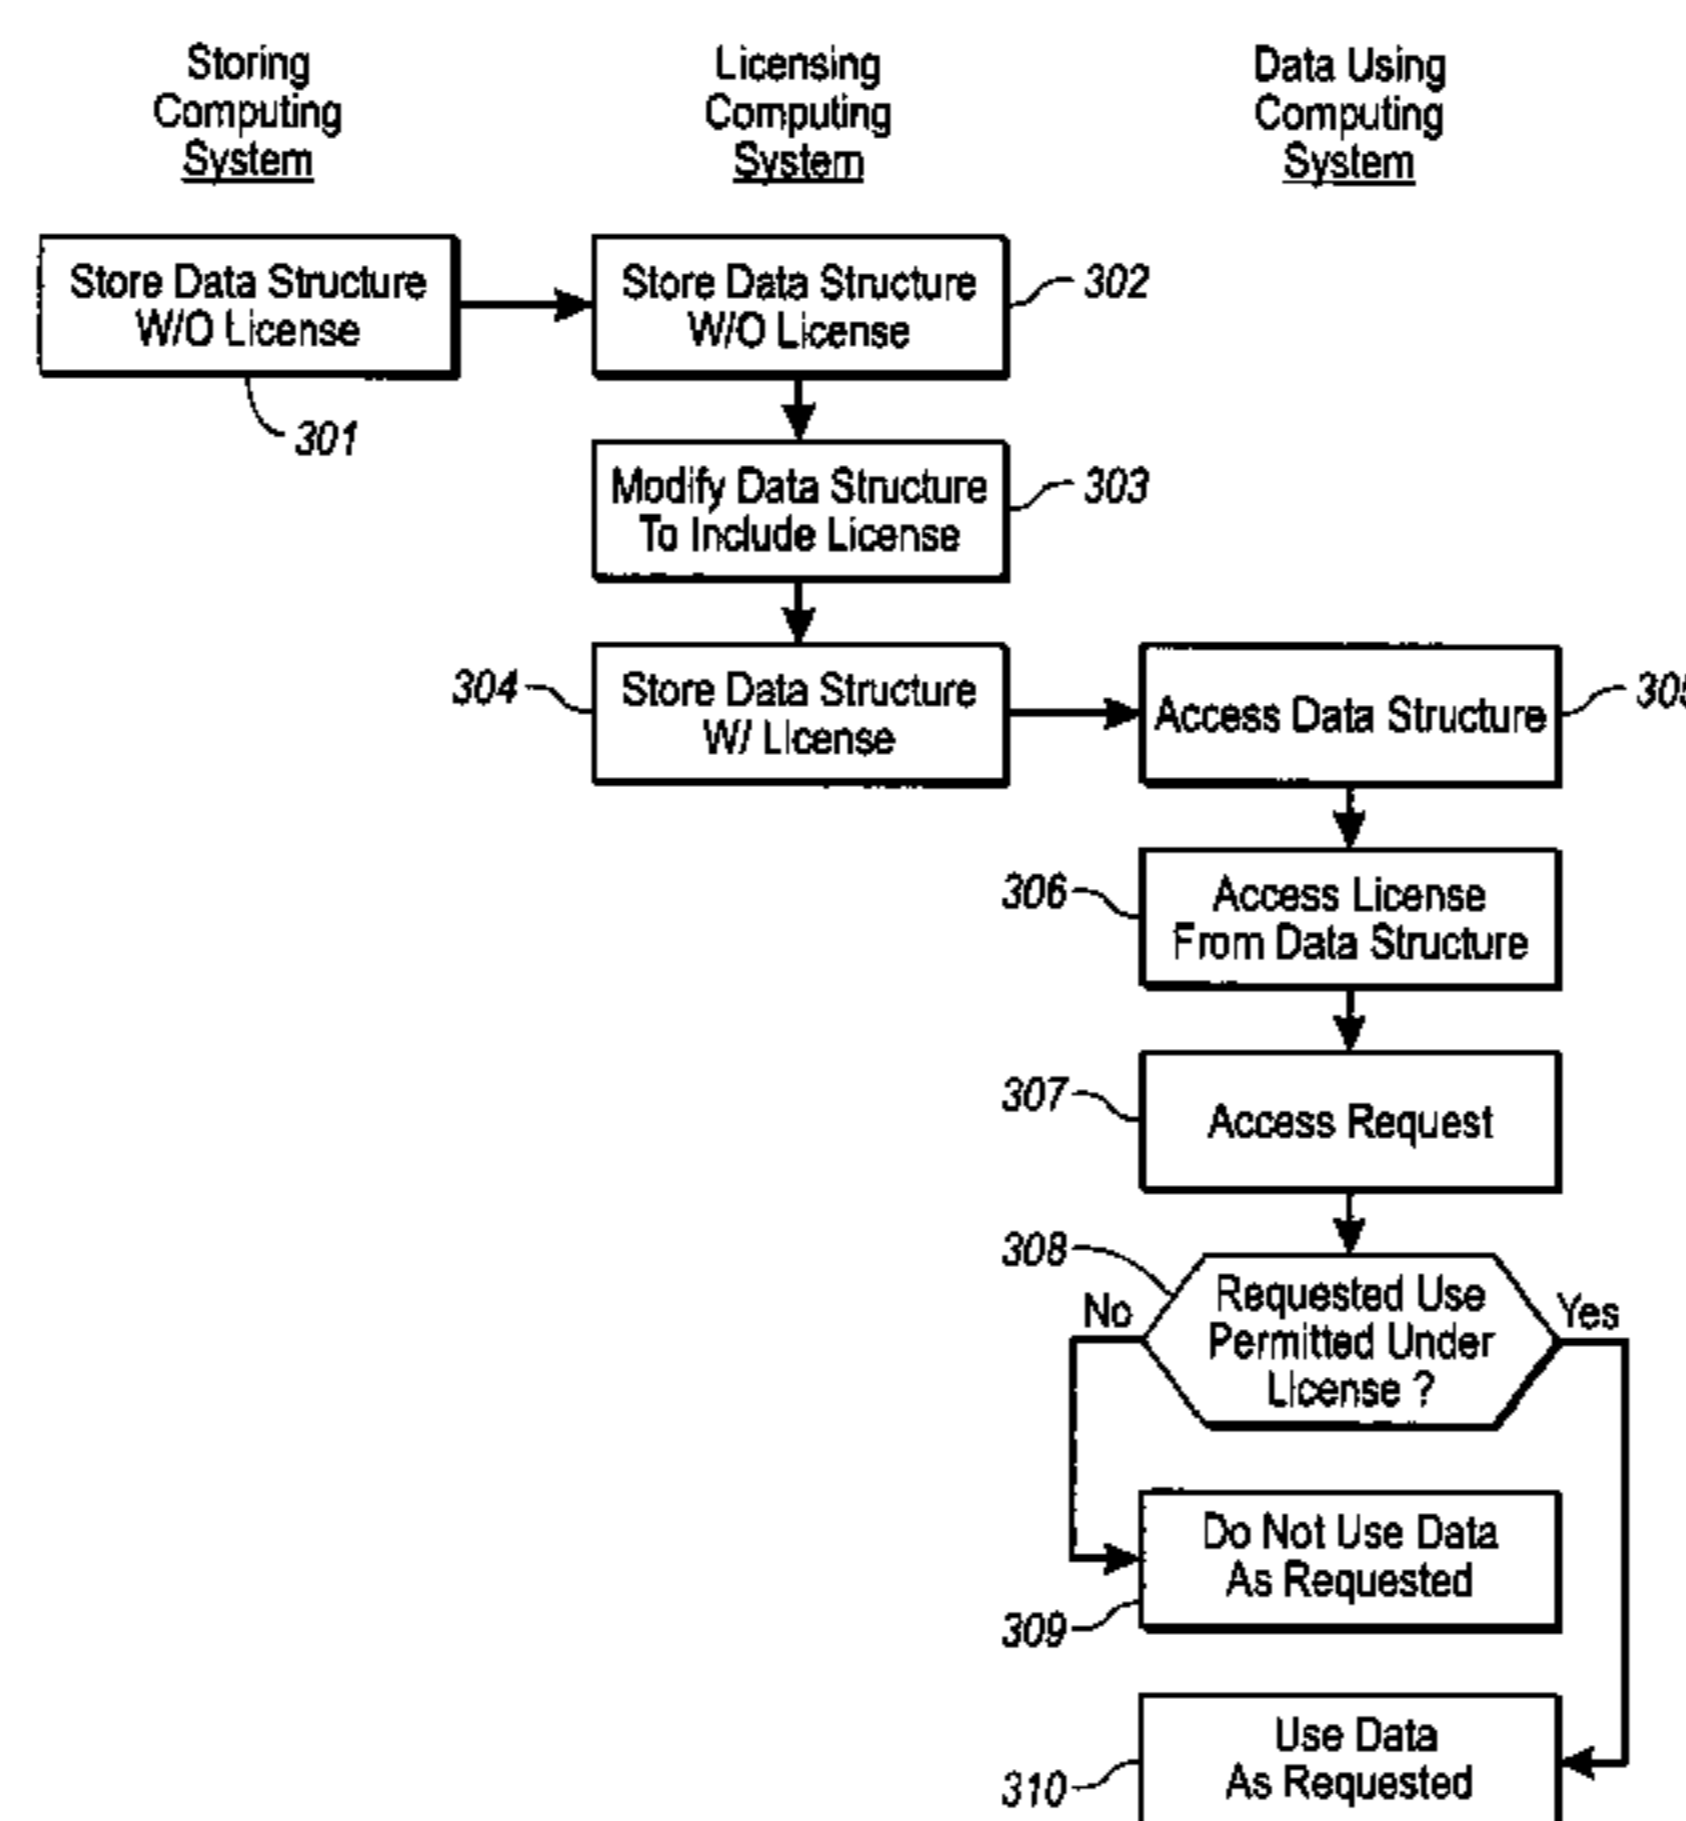 Storing
Computing
System
Licensing
Computing
System
Data Using
Computing
System
Store Data Structure
W/O License
301
Store Data Structure
W/O License
302
Modify Data Structure
To Include License
303
304
Store Data Structure
W/ License
Access Data Structure
306
Access License
From Data Structure
307
Access Request
308
No
Requested Use
Permitted Under
License ?
Yes
Do Not Use Data
As Requested
309
Use Data
As Requested
310